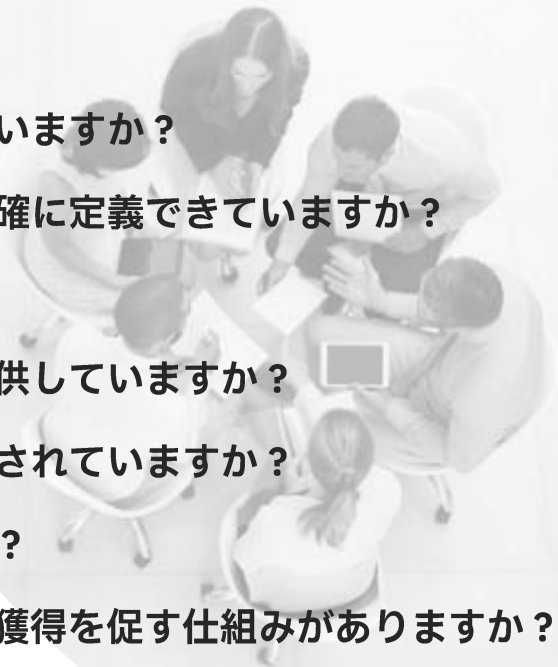 いますか？
確に定義できていますか？
供していますか？
されていますか？
？
獲得を促す仕組みがありますか？